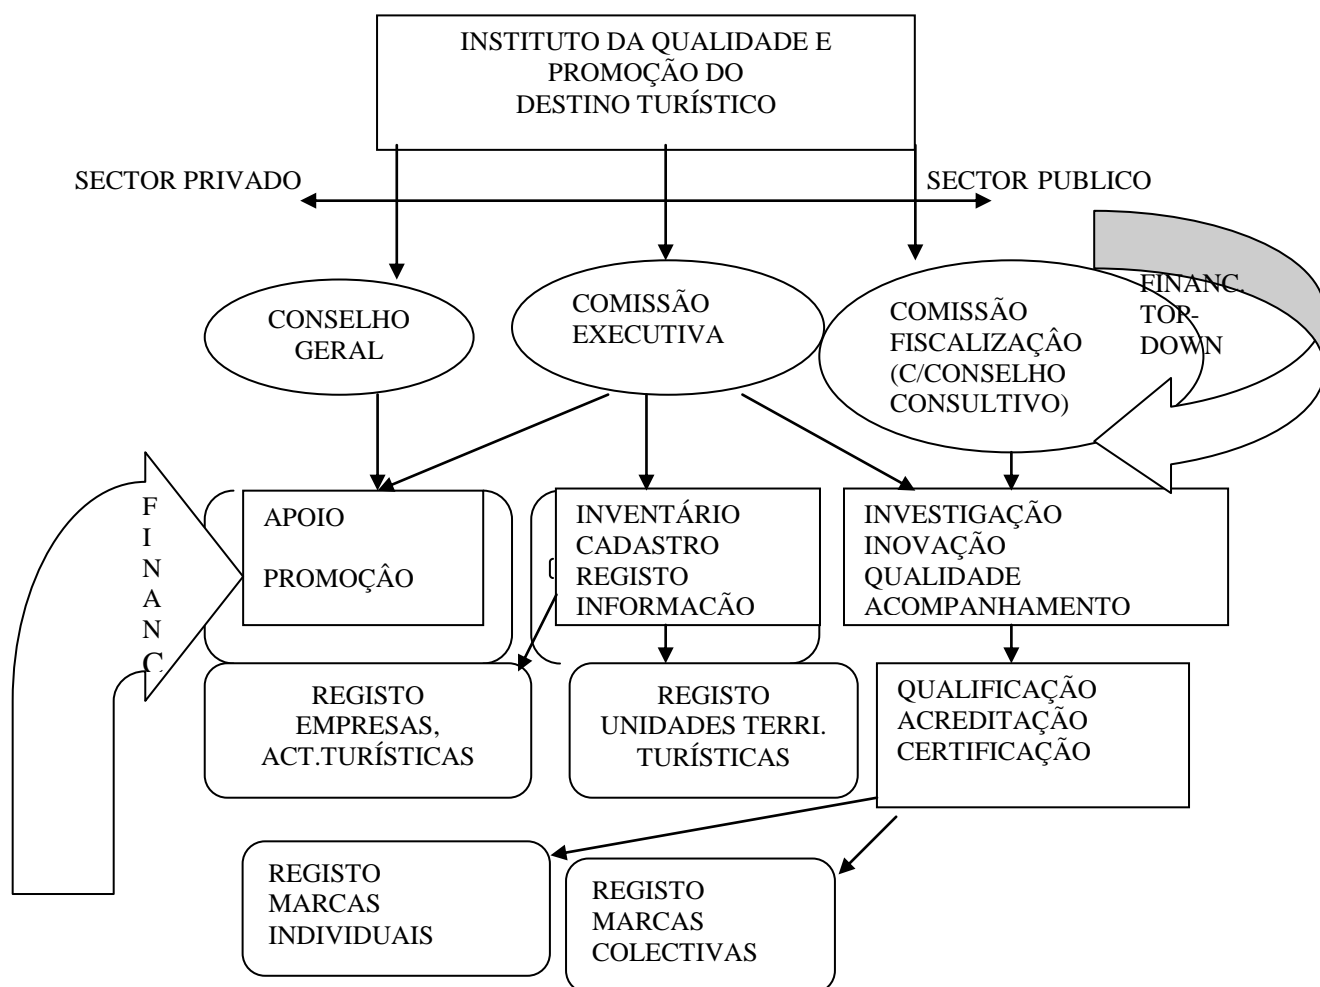 INSTITUTO DA QUALIDADE E
PROMOÇÃO DO
DESTINO TURÍSTICO
SECTOR PRIVADO
SECTOR PUBLICO
CONSELHO
GERAL
COMISSÃO
EXECUTIVA
COMISSÃO
FISCALIZAÇÂO
(C/CONSELHO
CONSULTIVO)
FINANC.
TOP-
DOWN
F
I
N
A
N
C
APOIO
PROMOÇÂO
INVENTÁRIO
CADASTRO
REGISTO
INFORMACÃO
INVESTIGAÇÃO
INOVAÇÃO
QUALIDADE
ACOMPANHAMENTO
REGISTO
EMPRESAS,
ACT.TURÍSTICAS
REGISTO
UNIDADES TERRI.
TURÍSTICAS
QUALIFICAÇÃO
ACREDITAÇÃO
CERTIFICAÇÃO
REGISTO
MARCAS
INDIVIDUAIS
REGISTO
MARCAS
COLECTIVAS